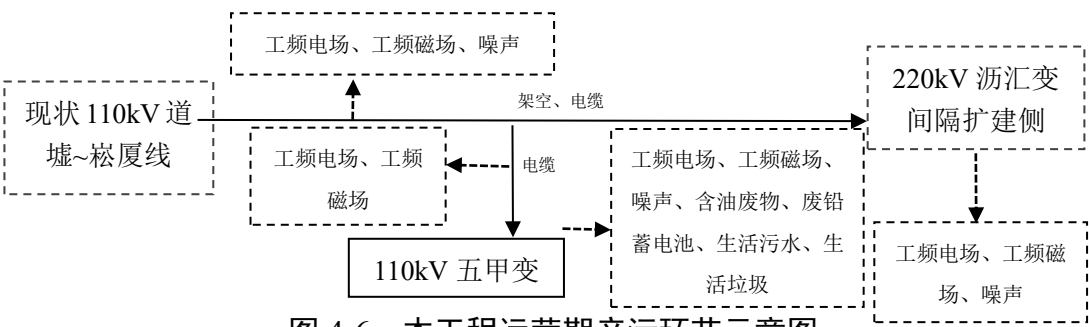 工频电场、工频磁场、噪声
现状 110kV 道
墟~崧厦线
架空、电缆
220kV 沥汇变
间隔扩建侧
工频电场、工频
磁场
电缆
工频电场、工频磁场、
噪声、含油废物、废铅
蓄电池、生活污水、生
活垃圾
110kV 五甲变
工频电场、工频磁
场、噪声
图 4-6 本工程运营期产污环节示意图